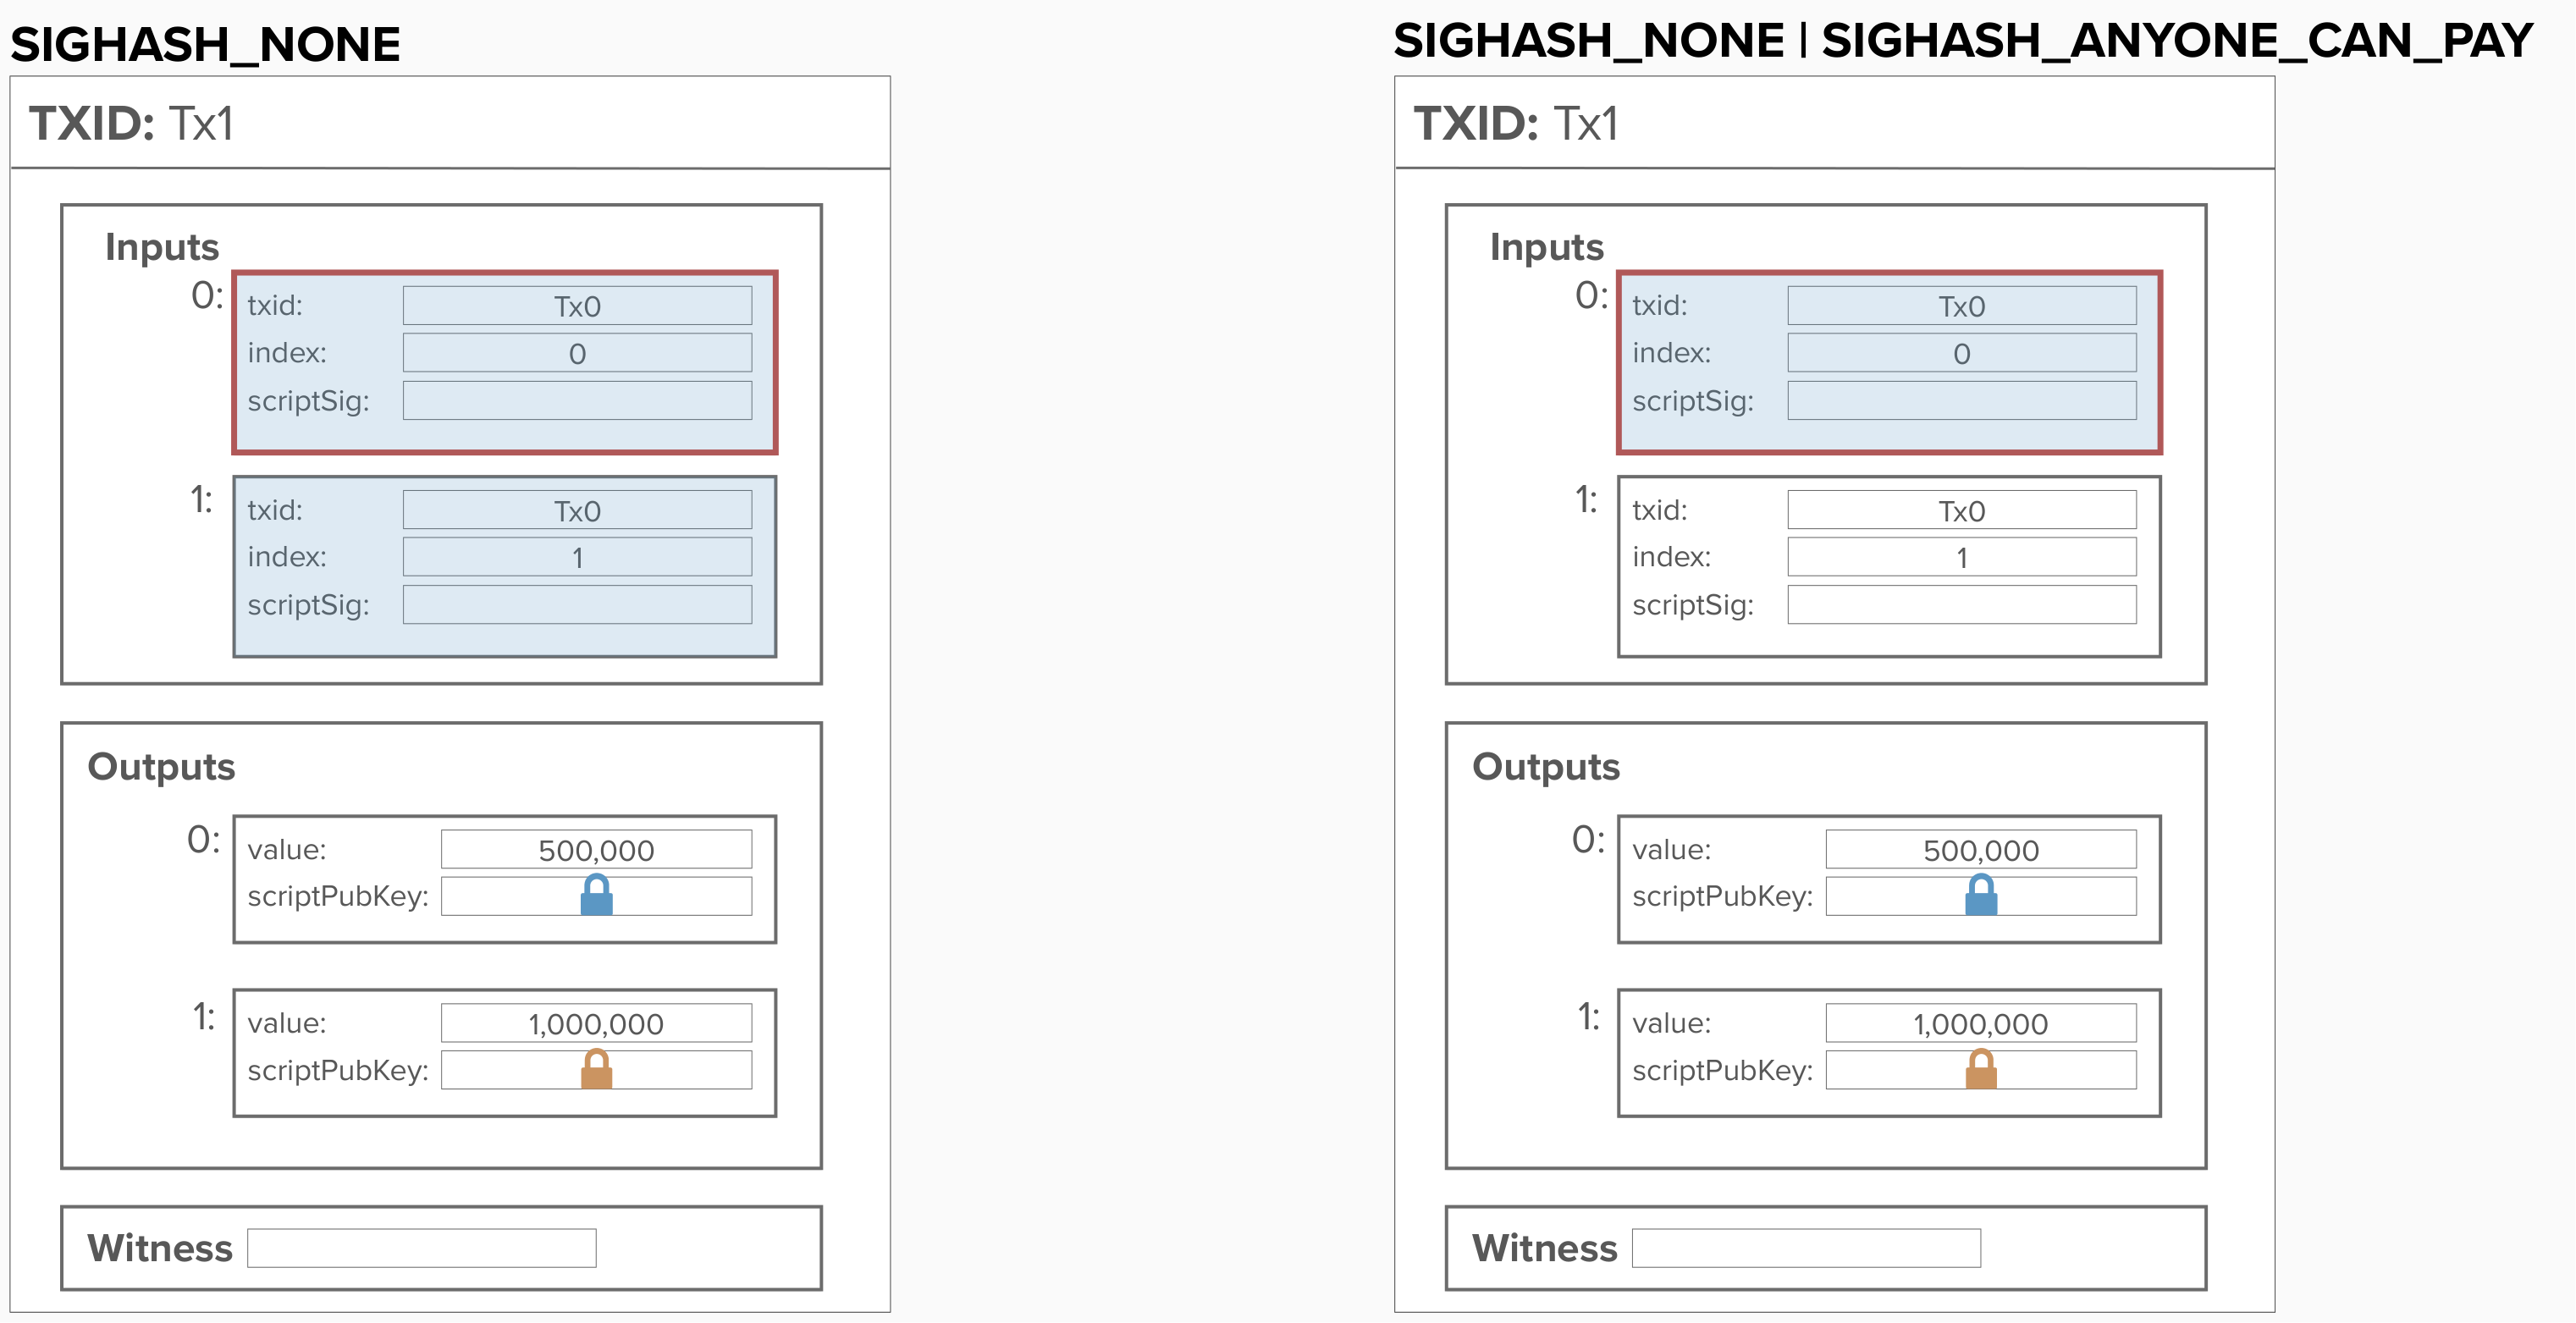 SIGHASH_NONE
TXID: Tx1
Inputs
0:
txid: Tx0
index: 0
scriptSig:
1:
txid: Tx0
index: 1
scriptSig:
Outputs
0:
value: 500,000
scriptPubKey:
1:
value: 1,000,000
scriptPubKey:
Witness
SIGHASH_NONE | SIGHASH_ANYONE_CAN_PAY
TXID: Tx1
Inputs
0:
txid: Tx0
index: 0
scriptSig:
1:
txid: Tx0
index: 1
scriptSig:
Outputs
0:
value: 500,000
scriptPubKey:
1:
value: 1,000,000
scriptPubKey:
Witness